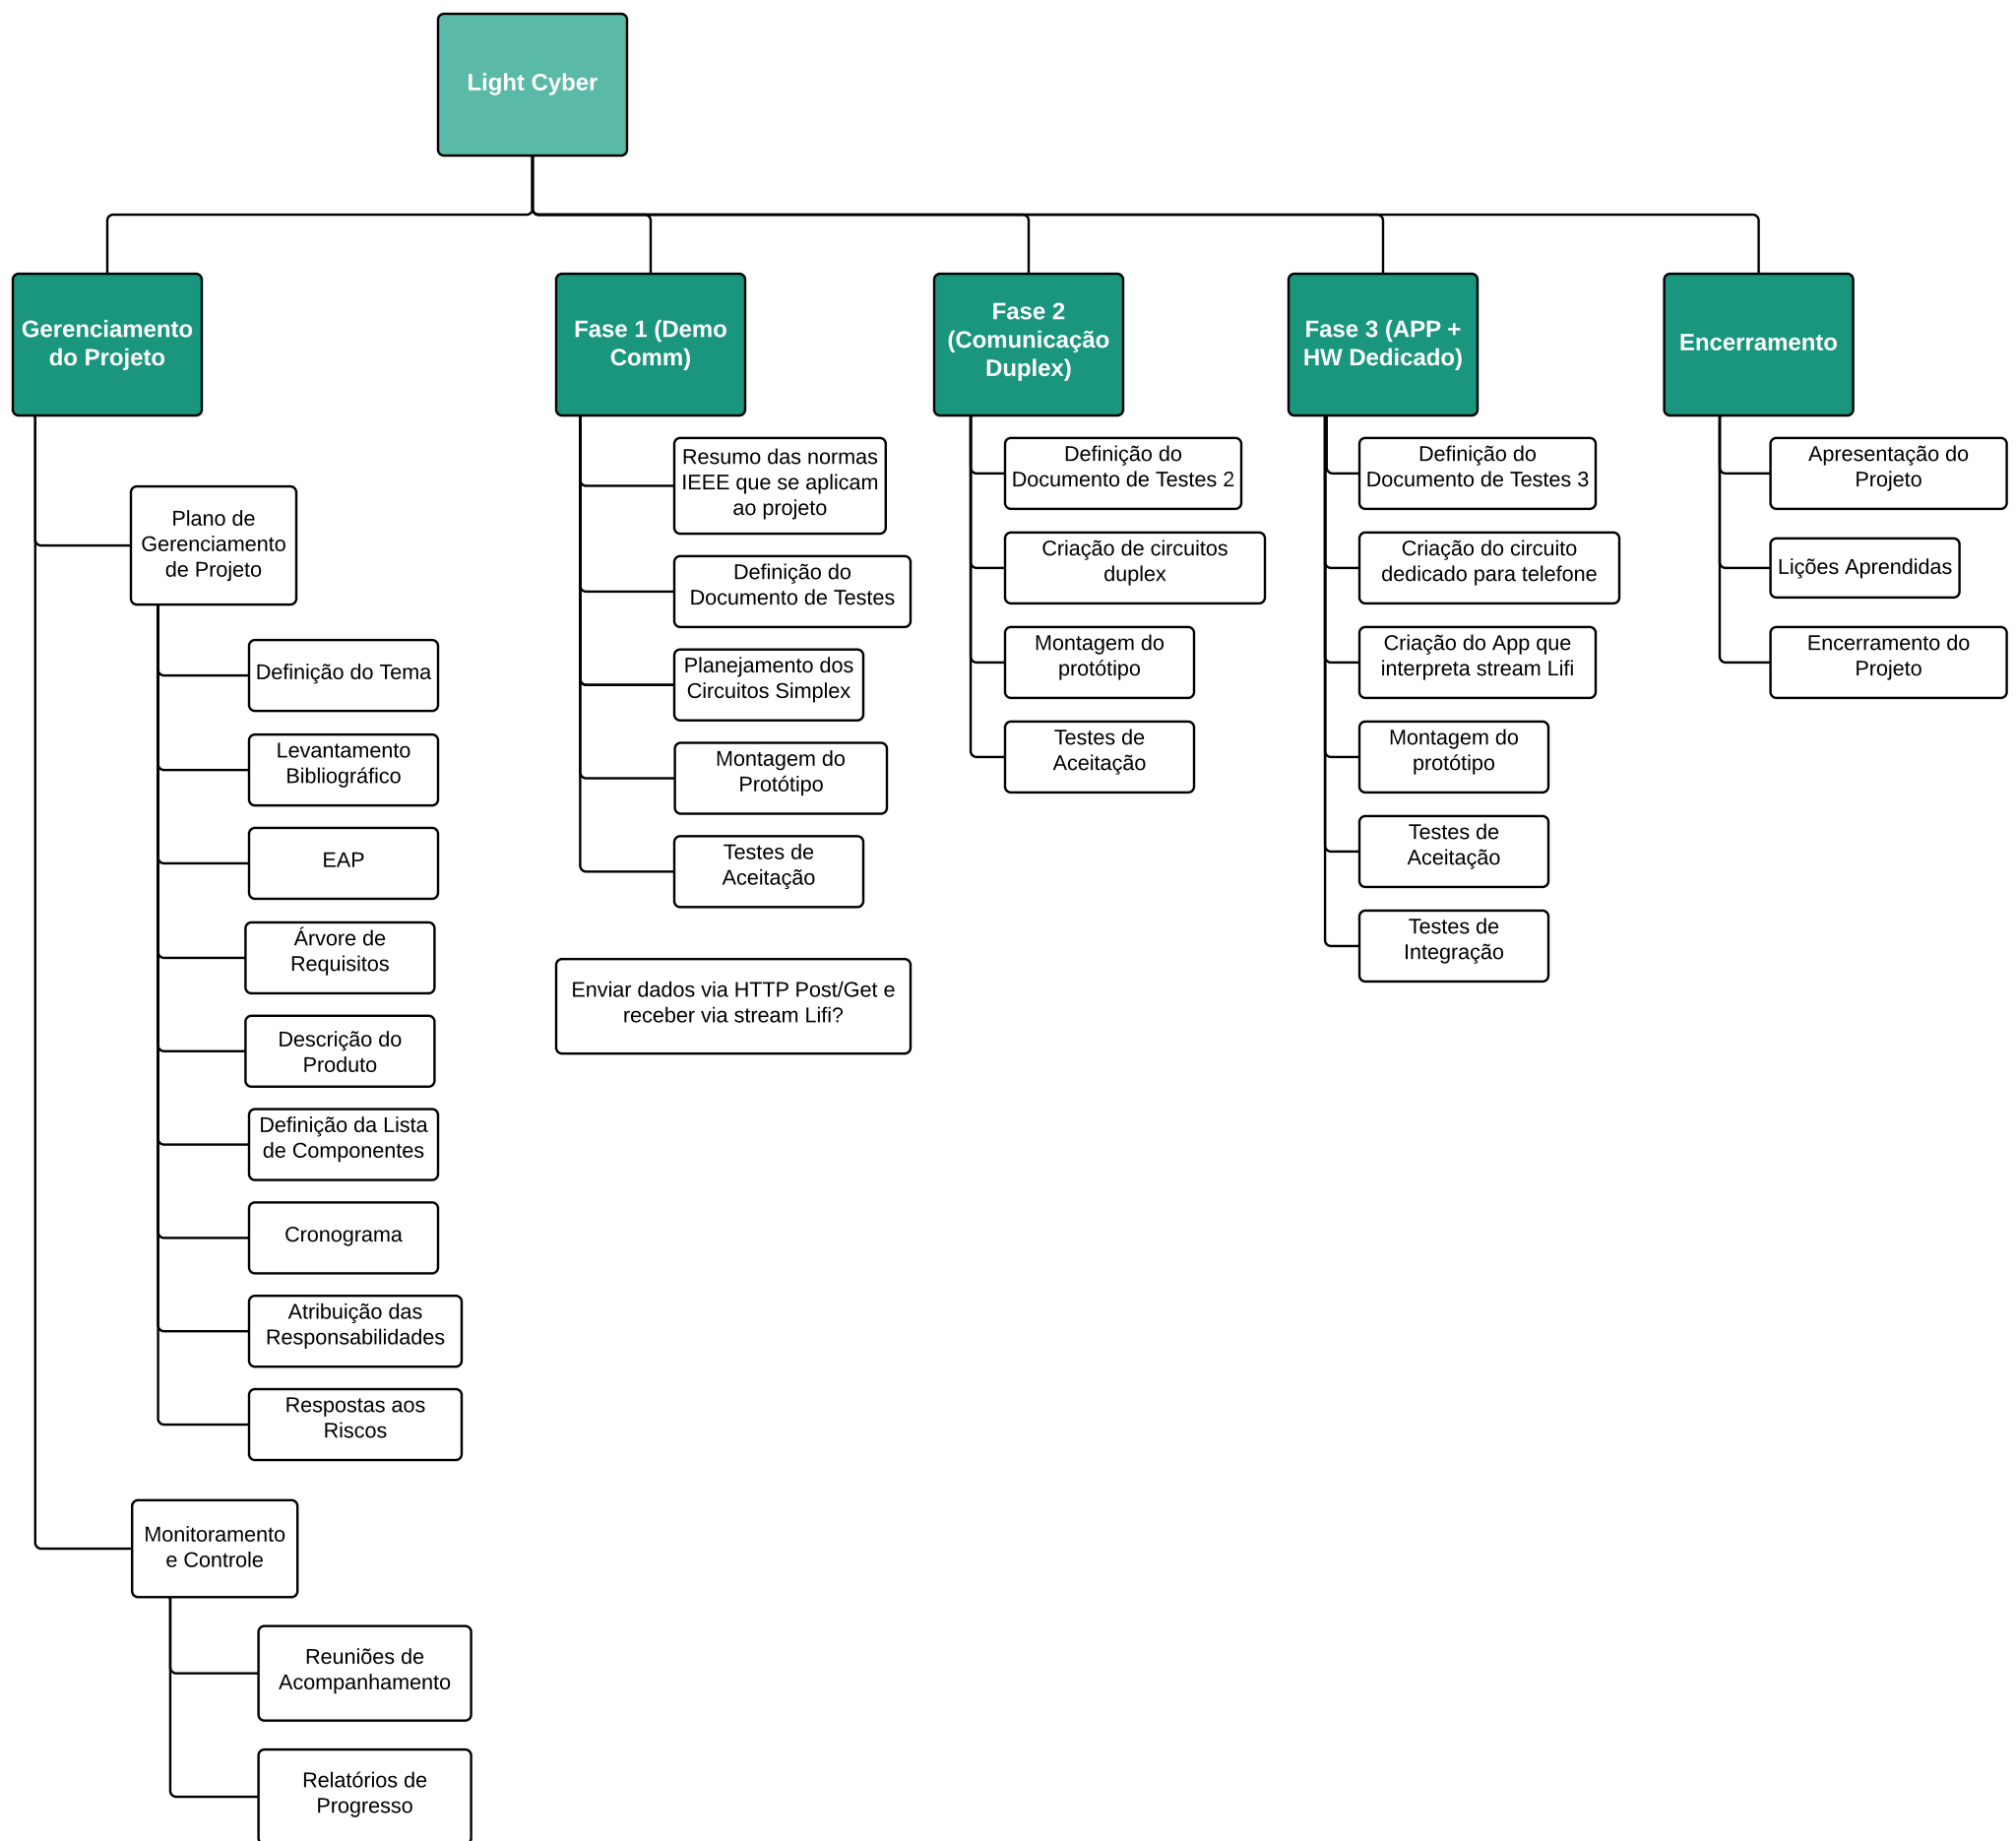 Light Cyber
Gerenciamento
do Projeto
Plano de
Gerenciamento
de Projeto
Definição do Tema
Levantamento
Bibliográfico
EAP
Árvore de
Requisitos
Descrição do
Produto
Definição da Lista
de Componentes
Cronograma
Atribuição das
Responsabilidades
Respostas aos
Riscos
Monitoramento
e Controle
Reuniões de
Acompanhamento
Relatórios de
Progresso
Fase 1 (Demo
Comm)
Resumo das normas
IEEE que se aplicam
ao projeto
Definição do
Documento de Testes
Planejamento dos
Circuitos Simplex
Montagem do
Protótipo
Testes de
Aceitação
Enviar dados via HTTP Post/Get e
receber via stream Lifi?
Fase 2
(Comunicação
Duplex)
Definição do
Documento de Testes 2
Criação de circuitos
duplex
Montagem do
protótipo
Testes de
Aceitação
Fase 3 (APP +
HW Dedicado)
Definição do
Documento de Testes 3
Criação do circuito
dedicado para telefone
Criação do App que
interpreta stream Lifi
Montagem do
protótipo
Testes de
Aceitação
Testes de
Integração
Encerramento
Apresentação do
Projeto
Lições Aprendidas
Encerramento do
Projeto